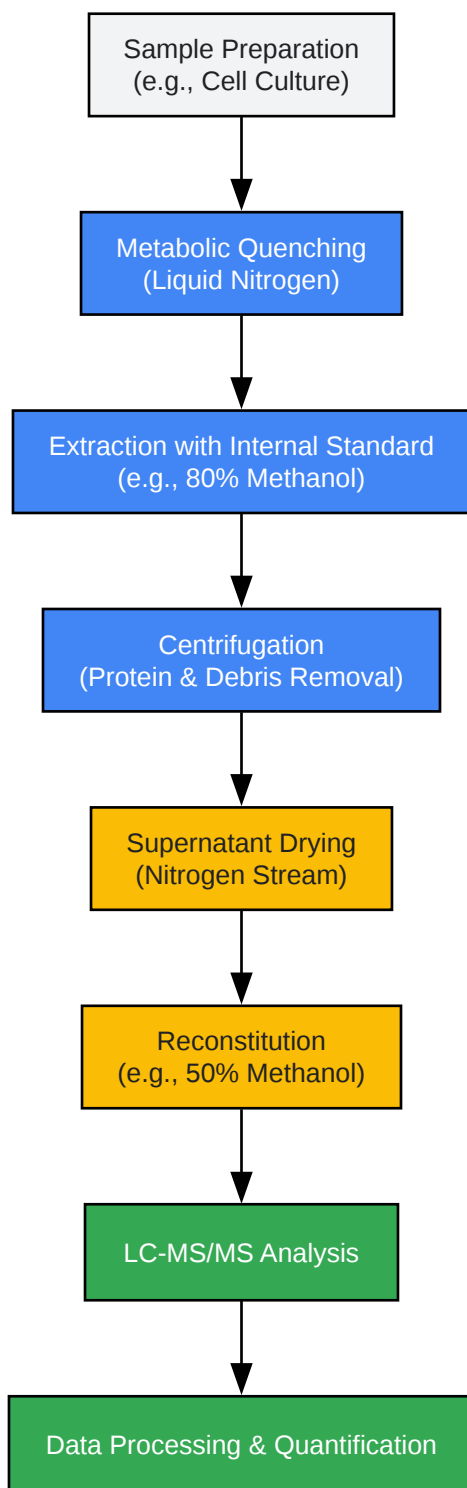 Sample Preparation
(e.g., Cell Culture)
Metabolic Quenching
(Liquid Nitrogen)
Extraction with Internal Standard
(e.g., 80% Methanol)
Centrifugation
(Protein & Debris Removal)
Supernatant Drying
(Nitrogen Stream)
Reconstitution
(e.g., 50% Methanol)
LC-MS/MS Analysis
Data Processing & Quantification